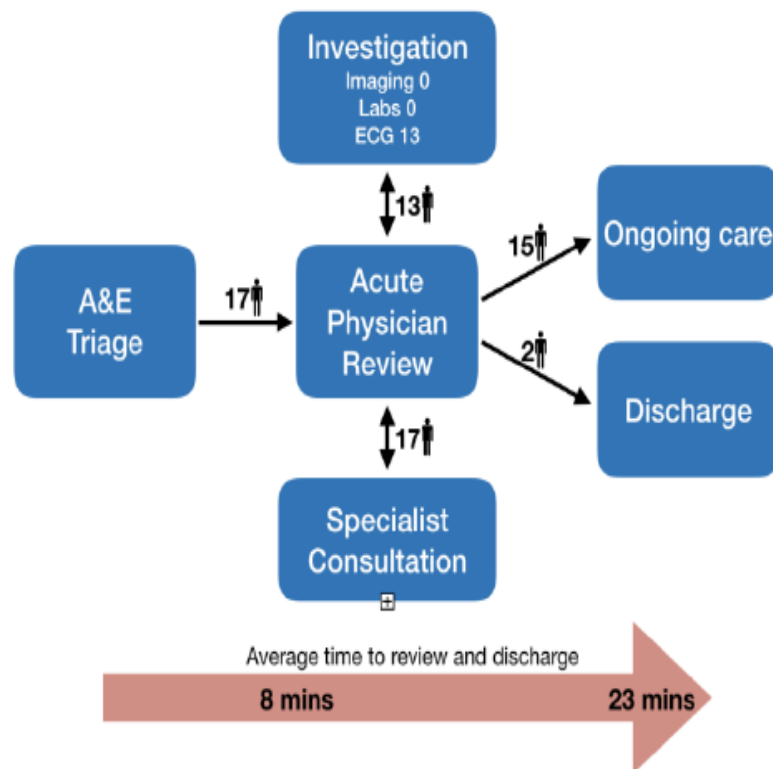 Investigation
Imaging 0
Labs 0
ECG 13
13
A&E
Triage
17
Acute
Physician
Review
15
Ongoing care
2
Discharge
17
Specialist
Consultation
Average time to review and discharge
8 mins
23 mins